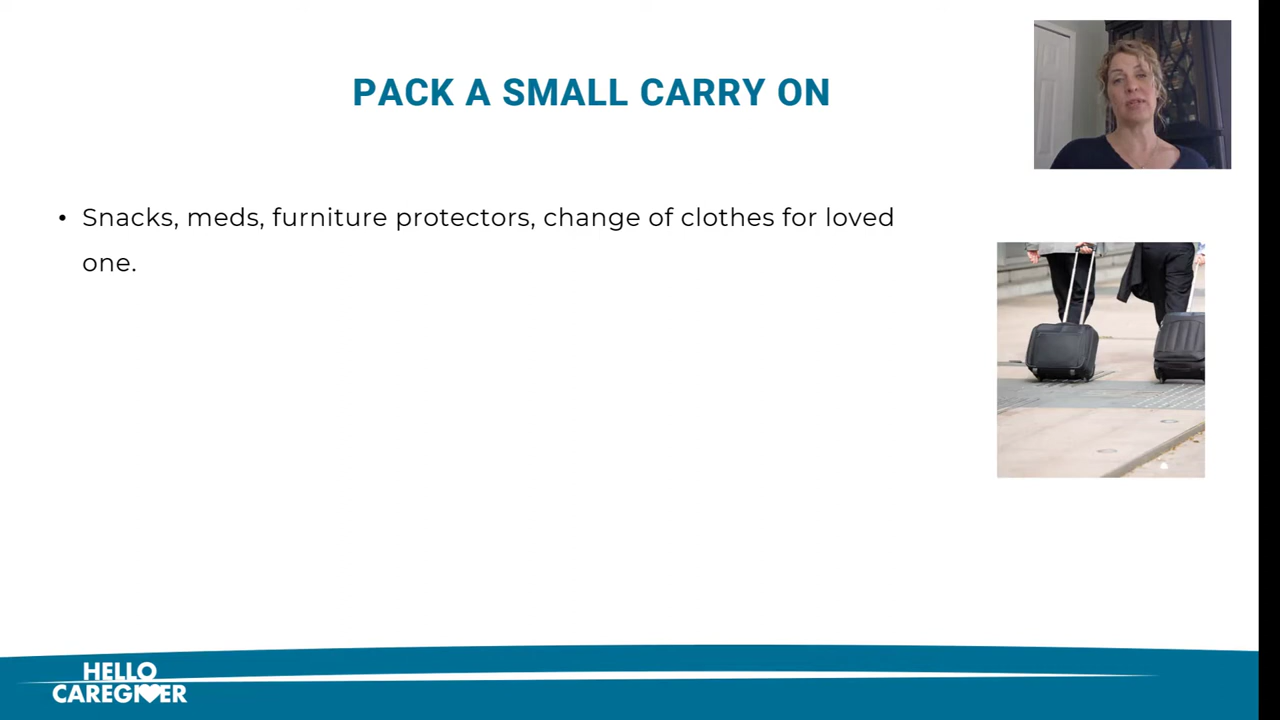 PACK A SMALL CARRY ON
• Snacks, meds, furniture protectors, change of clothes for loved
one.
HELLO
CAREGIVER